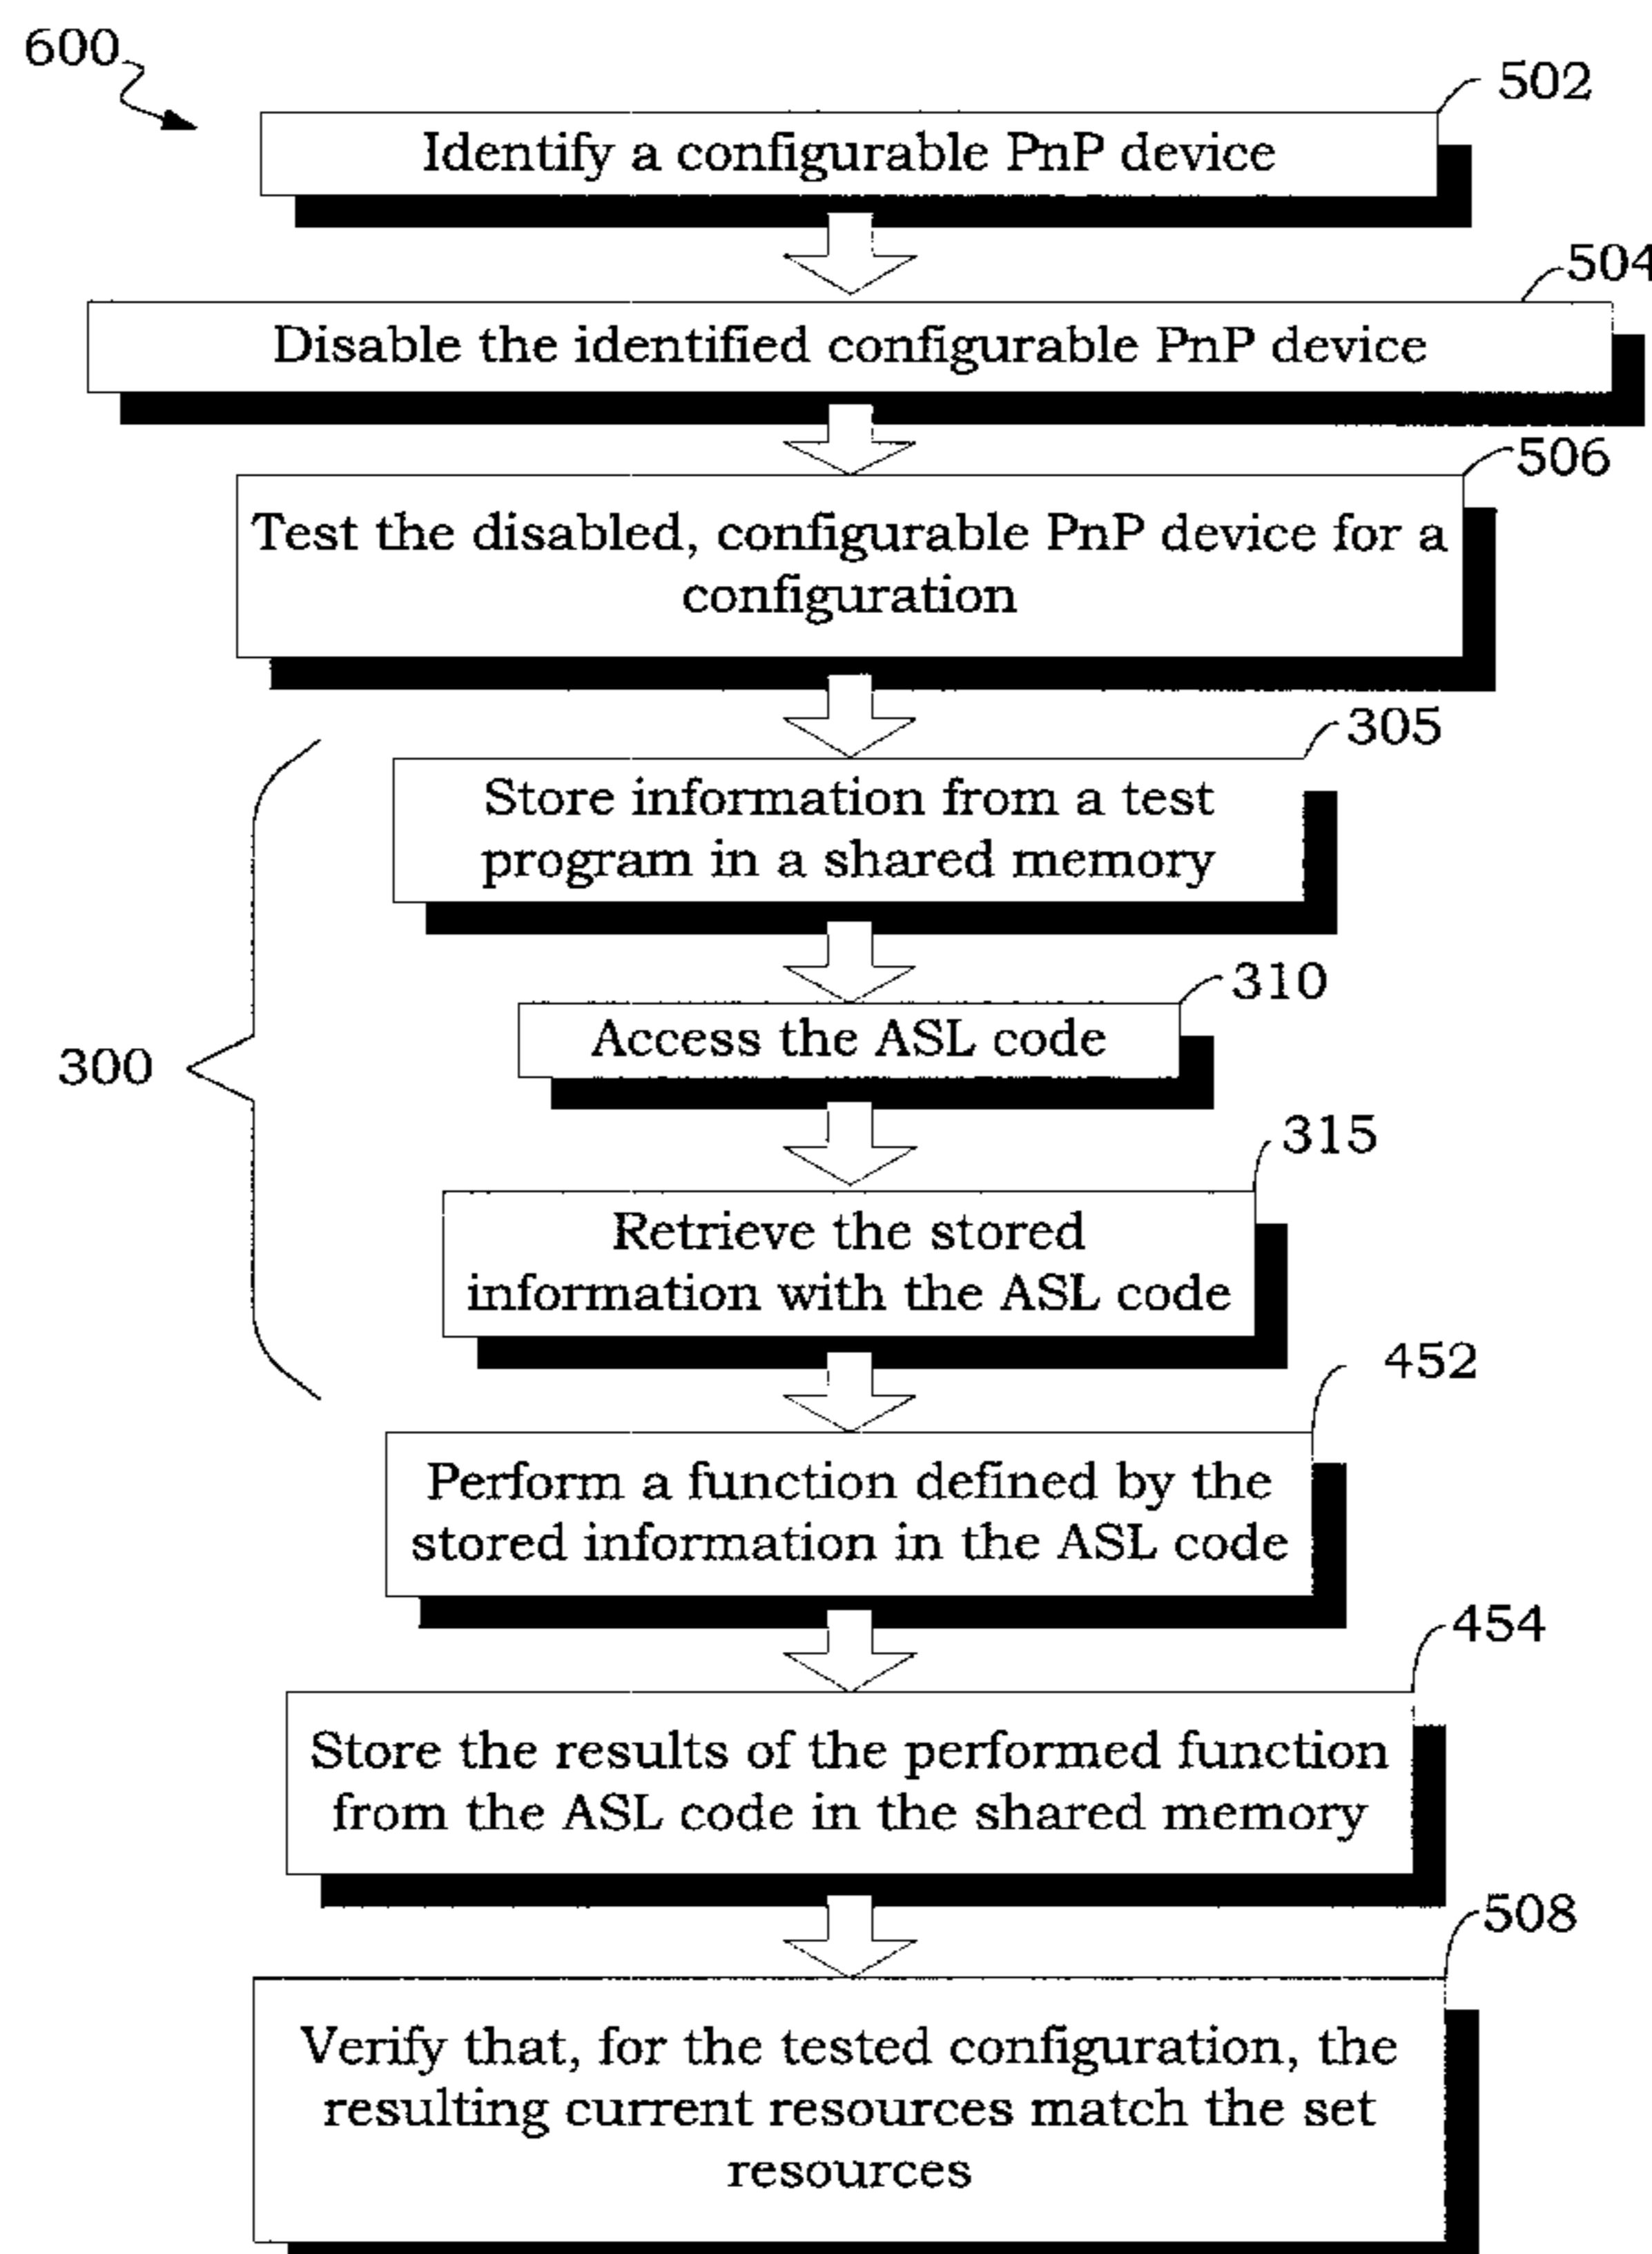 600
502
Identify a configurable PnP device
504
Disable the identified configurable PnP device
506
Test the disabled, configurable PnP device for a
configuration
305
Store information from a test
program in a shared memory
310
Access the ASL code
300
315
Retrieve the stored
information with the ASL code
452
Perform a function defined by the
stored information in the ASL code
454
Store the results of the performed function
from the ASL code in the shared memory
508
Verify that, for the tested configuration, the
resulting current resources match the set
resources